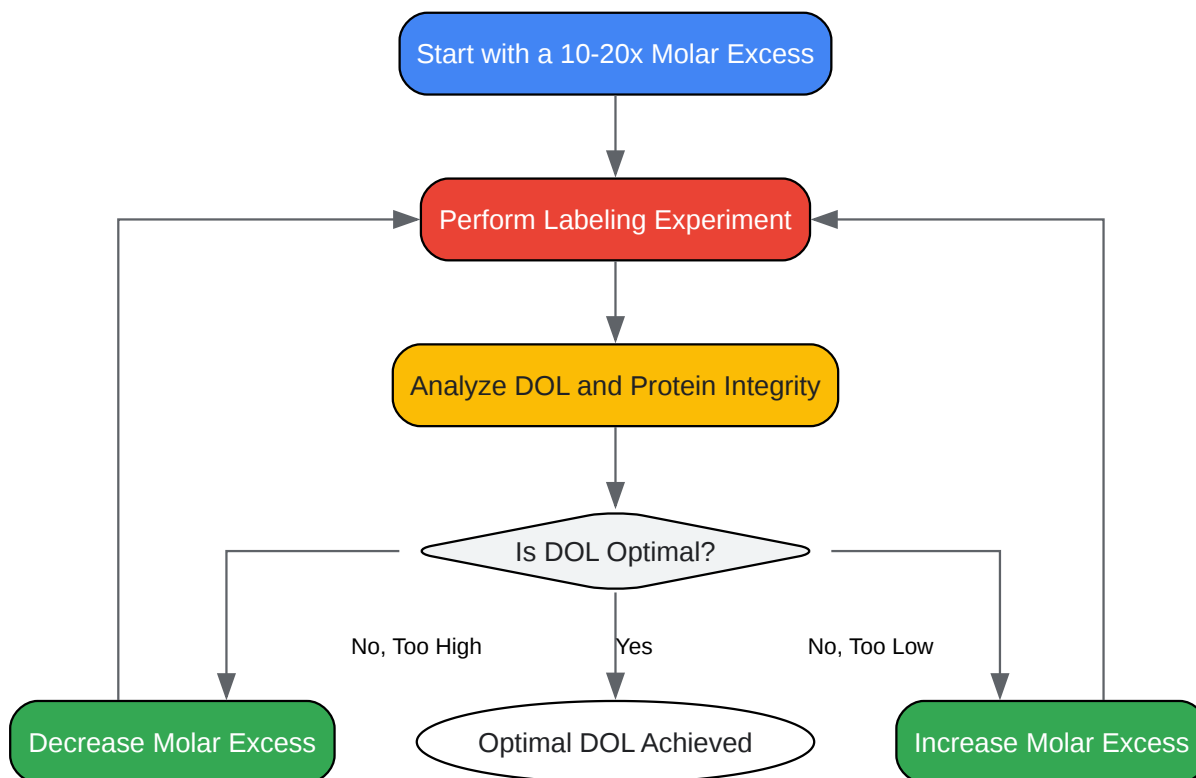 Start with a 10-20x Molar Excess
Perform Labeling Experiment
Analyze DOL and Protein Integrity
Is DOL Optimal?
No, Too High
Yes
No, Too Low
Decrease Molar Excess
Optimal DOL Achieved
Increase Molar Excess